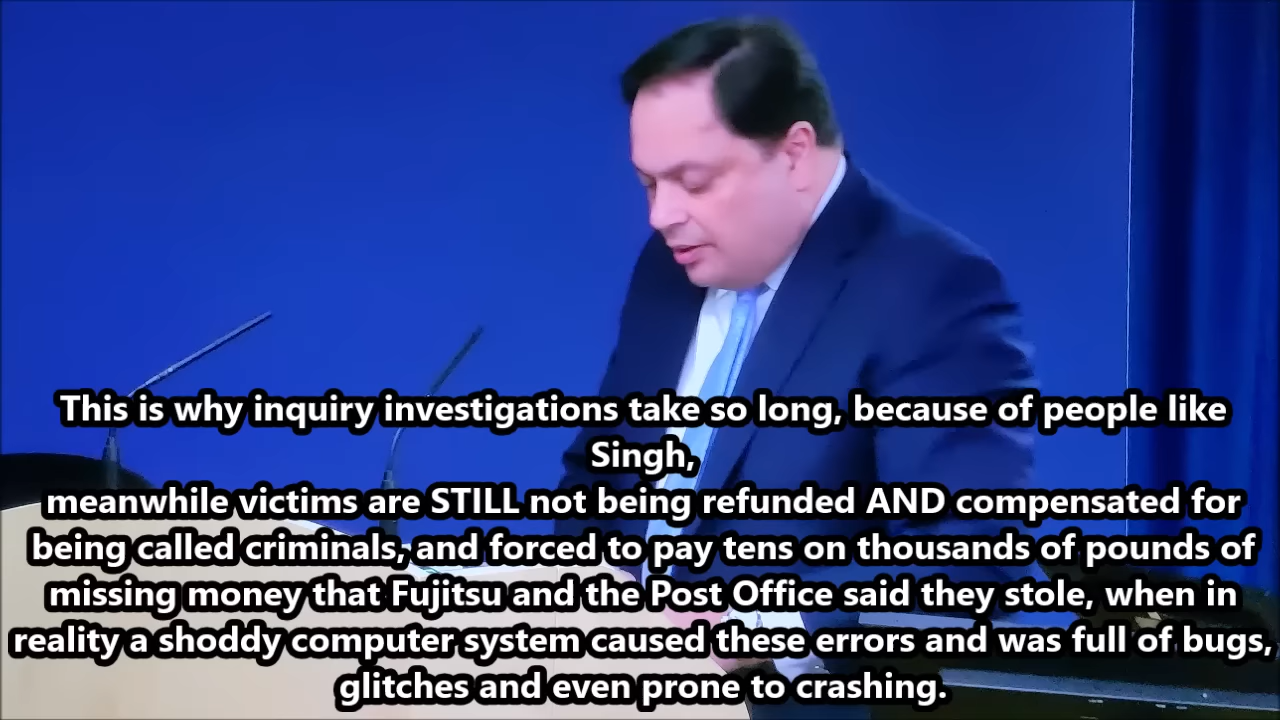 This is why inquiry investigations take so long, because of people like
Singh,
meanwhile victims are STILL not being refunded AND compensated for
being called criminals, and forced to pay tens on thousands of pounds of
missing money that Fujitsu and the Post Office said they stole, when in
reality a shoddy computer system caused these errors and was full of bugs,
glitches and even prone to crashing.